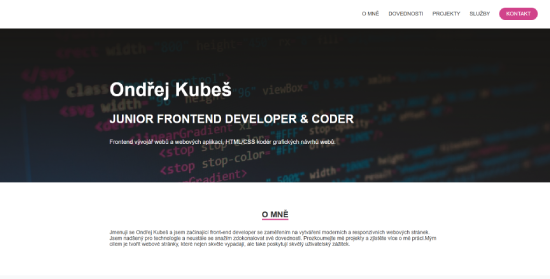 O MNĚ DOVEDNOSTI PROJEKTY SLUŽBY KONTAKT
Ondřej Kubeš
JUNIOR FRONTEND DEVELOPER & CODER
Frontend vývojář webů a webových aplikací, HTML/CSS kodér grafických návrhů webů.
O MNĚ
Jmenuji se Ondřej Kubeš a jsem začínající frontend developer se zaměřením na vytváření moderních a responzivních webových stránek.
Jsem nadšený pro technologie a neustále se snažím zdokonalovat své dovednosti. Prozkoumejte mé projekty a zjistěte více o mé práci.Mým
cílem je tvořit webové stránky, které nejen skvěle vypadají, ale také poskytují skvělý uživatelský zážitek.